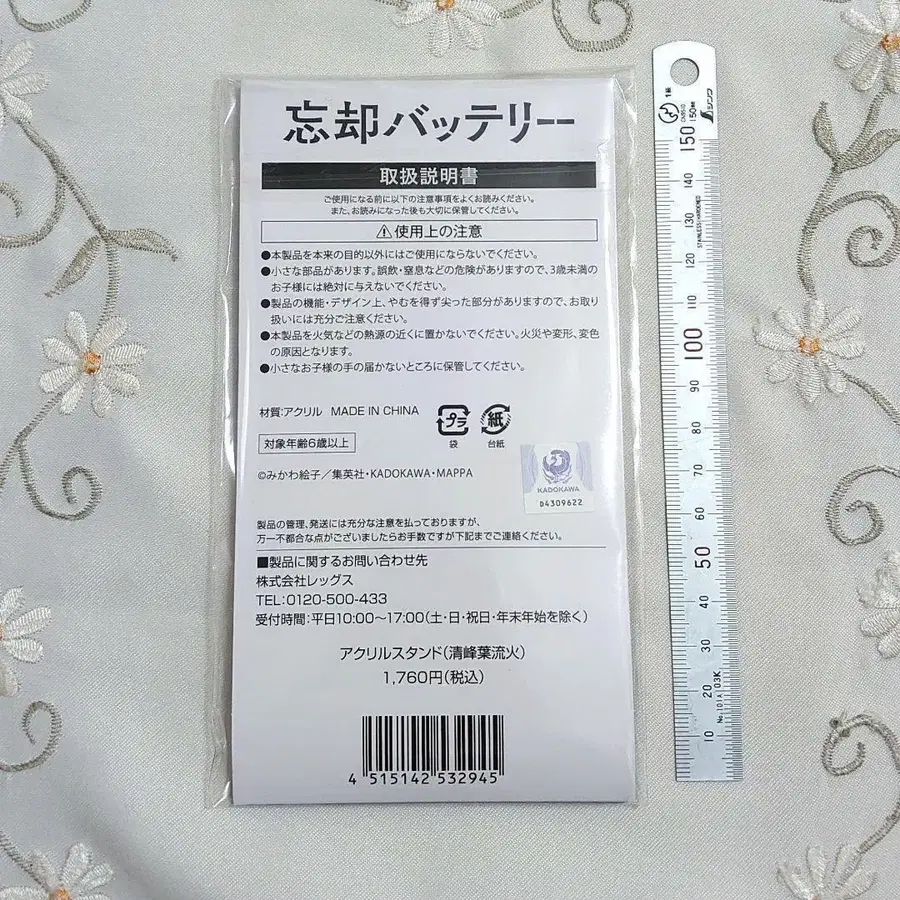 忘却バッテリー
取扱説明書
ご使用になる前に以下の注意事項をよくお読みください。
また、お読みになった後も大切に保管してください。
⚠使用上の注意
●本製品を本来の目的以外にはご使用にならないでください。
●小さな部品があります。誤飲・窒息などの危険がありますので、3歳未満の
お子様には絶対に与えないでください。
●製品の機能・デザイン上、やむを得ず尖った部分がありますので、お取り
扱いには充分ご注意ください。
●本製品を火気などの熱源の近くに置かないでください。火災や変形、変色
の原因となります。
●小さなお子様の手の届かないところに保管してください。
材質:アクリル MADE IN CHINA
プラ
袋
紙
台紙
対象年齢6歳以上
©みかわ絵子/集英社・KADOKAWA・MAPPA
KADOKAWA
D4309622
製品の管理、発送には充分な注意を払っておりますが、
万一不都合な点がございましたらお手数ですが下記までご連絡ください。
■製品に関するお問い合わせ先
株式会社レッグス
TEL:0120-500-433
受付時間:平日10:00～17:00(土・日・祝日・年末年始を除く)
アクリルスタンド(清峰葉流火)
1,760円(税込)
4 515142 532945
シンワ
1級
150
140
130
120
110
100
90
80
70
60
50
40
30
20
10
STAINLESS HARDENED